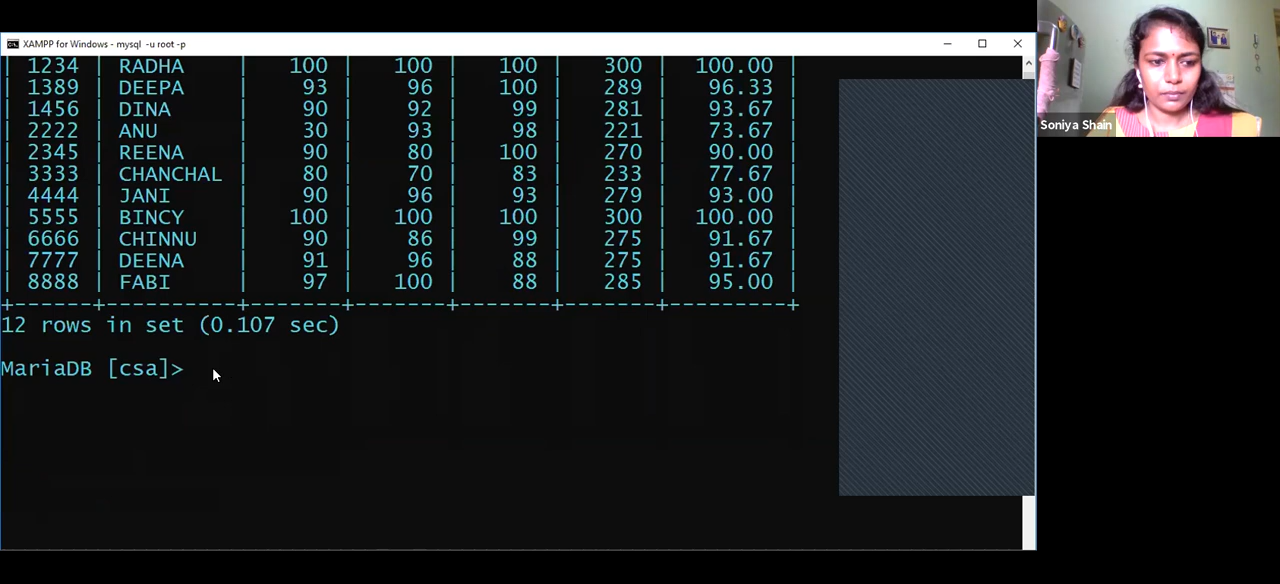 XAMPP for Windows - mysql -u root -p
| 1234 | RADHA | 100 | 100 | 100 | 300 | 100.00 |
| 1389 | DEEPA | 93 | 96 | 100 | 289 | 96.33 |
| 1456 | DINA | 90 | 92 | 99 | 281 | 93.67 |
| 2222 | ANU | 30 | 93 | 98 | 221 | 73.67 |
| 2345 | REENA | 90 | 80 | 100 | 270 | 90.00 |
| 3333 | CHANCHAL | 80 | 70 | 83 | 233 | 77.67 |
| 4444 | JANI | 90 | 96 | 93 | 279 | 93.00 |
| 5555 | BINCY | 100 | 100 | 100 | 300 | 100.00 |
| 6666 | CHINNU | 90 | 86 | 99 | 275 | 91.67 |
| 7777 | DEENA | 91 | 96 | 88 | 275 | 91.67 |
| 8888 | FABI | 97 | 100 | 88 | 285 | 95.00 |
+------+----------+-------+-------+-------+-------+---------+
12 rows in set (0.107 sec)
MariaDB [csa]>
Soniya Shain